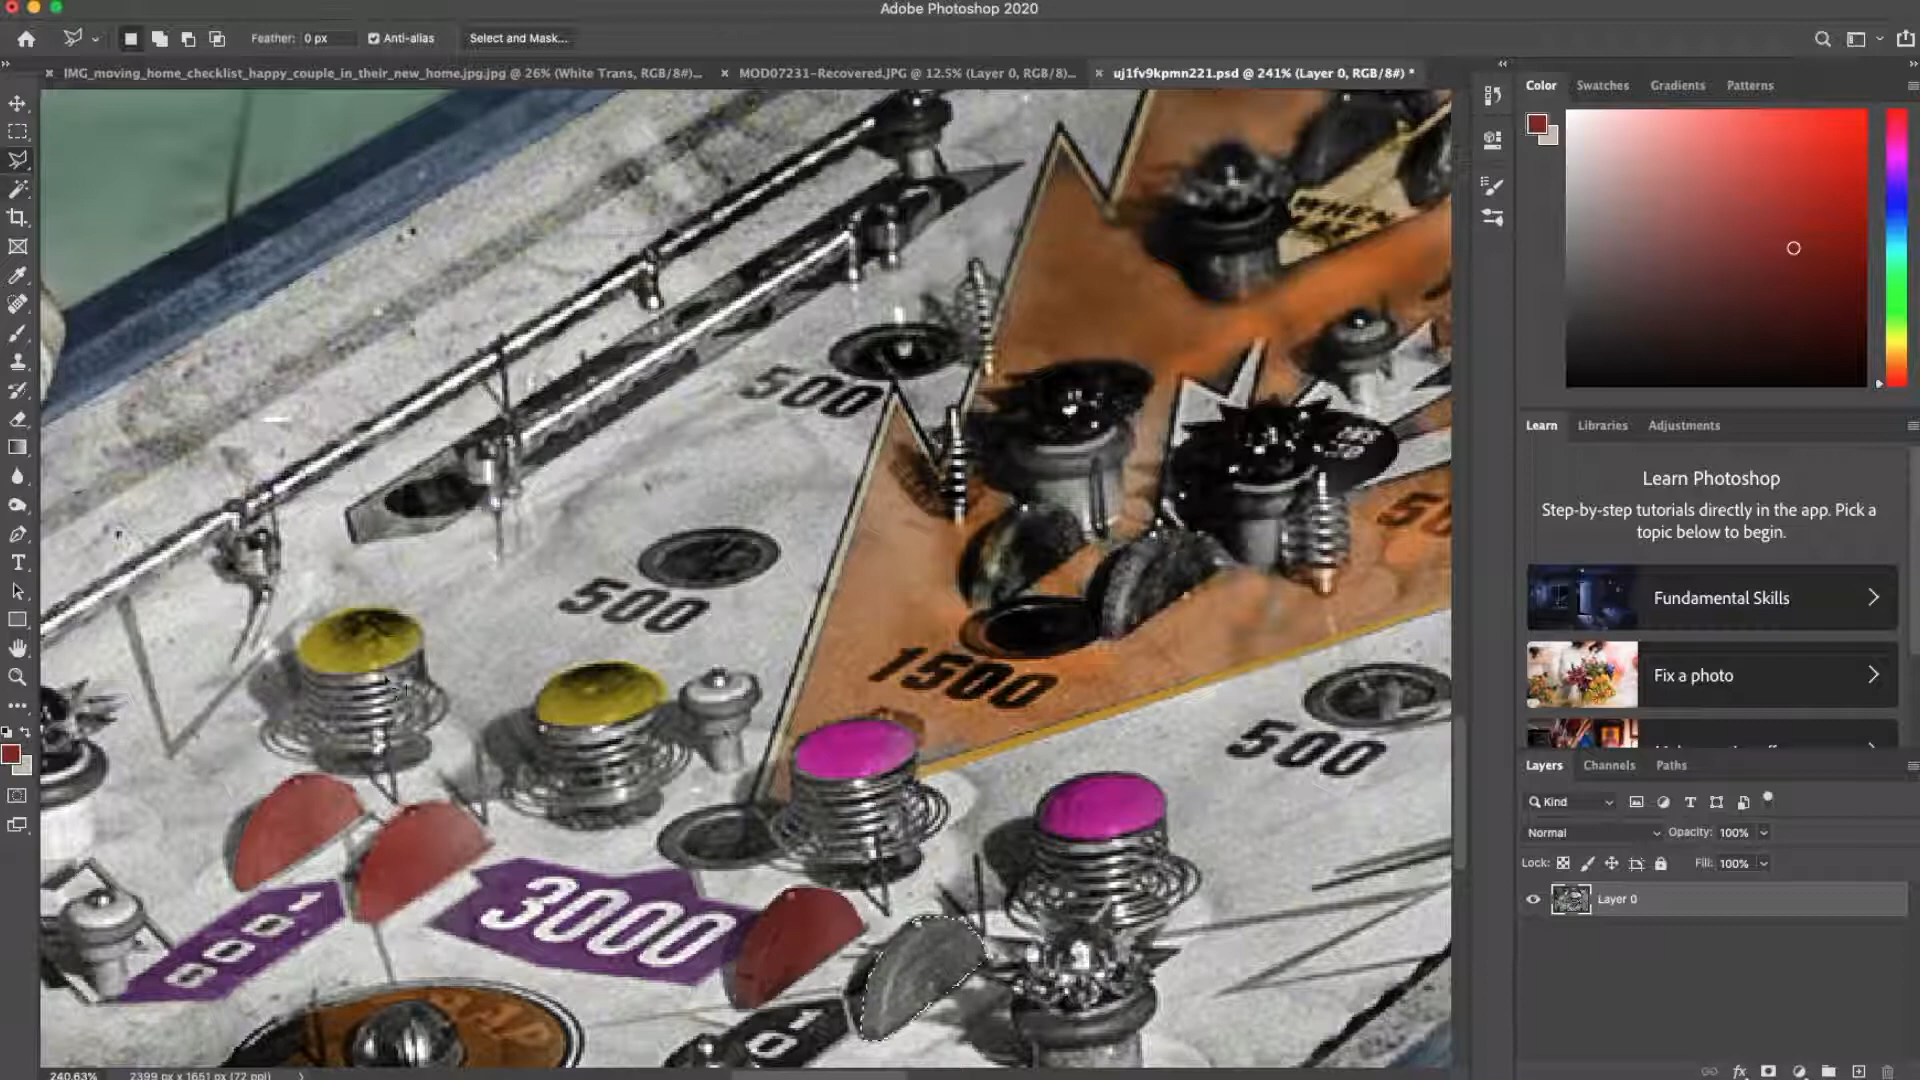 Adobe Photoshop 2020
Feather: 0 px Anti-alias Select and Mask...
IMG_moving_home_checklist_happy_couple_in_their_new_home.jpg.jpg @ 26% (White Trans, RGB/8#)...
MOD07231-Recovered.JPG @ 12.5% (Layer 0, RGB/8)...
uj1fv9kpmn221.psd @ 241% (Layer 0, RGB/8#) *
Color Swatches Gradients Patterns
WHEN
500
Learn Libraries Adjustments
Learn Photoshop
Step-by-step tutorials directly in the app. Pick a
topic below to begin.
Fundamental Skills
Fix a photo
500
1500
500
3000
1000
10
Layers Channels Paths
Kind
Normal Opacity: 100%
Lock: Fill: 100%
Layer 0
fx
240.63% 2399 px x 1651 px (72 ppi)